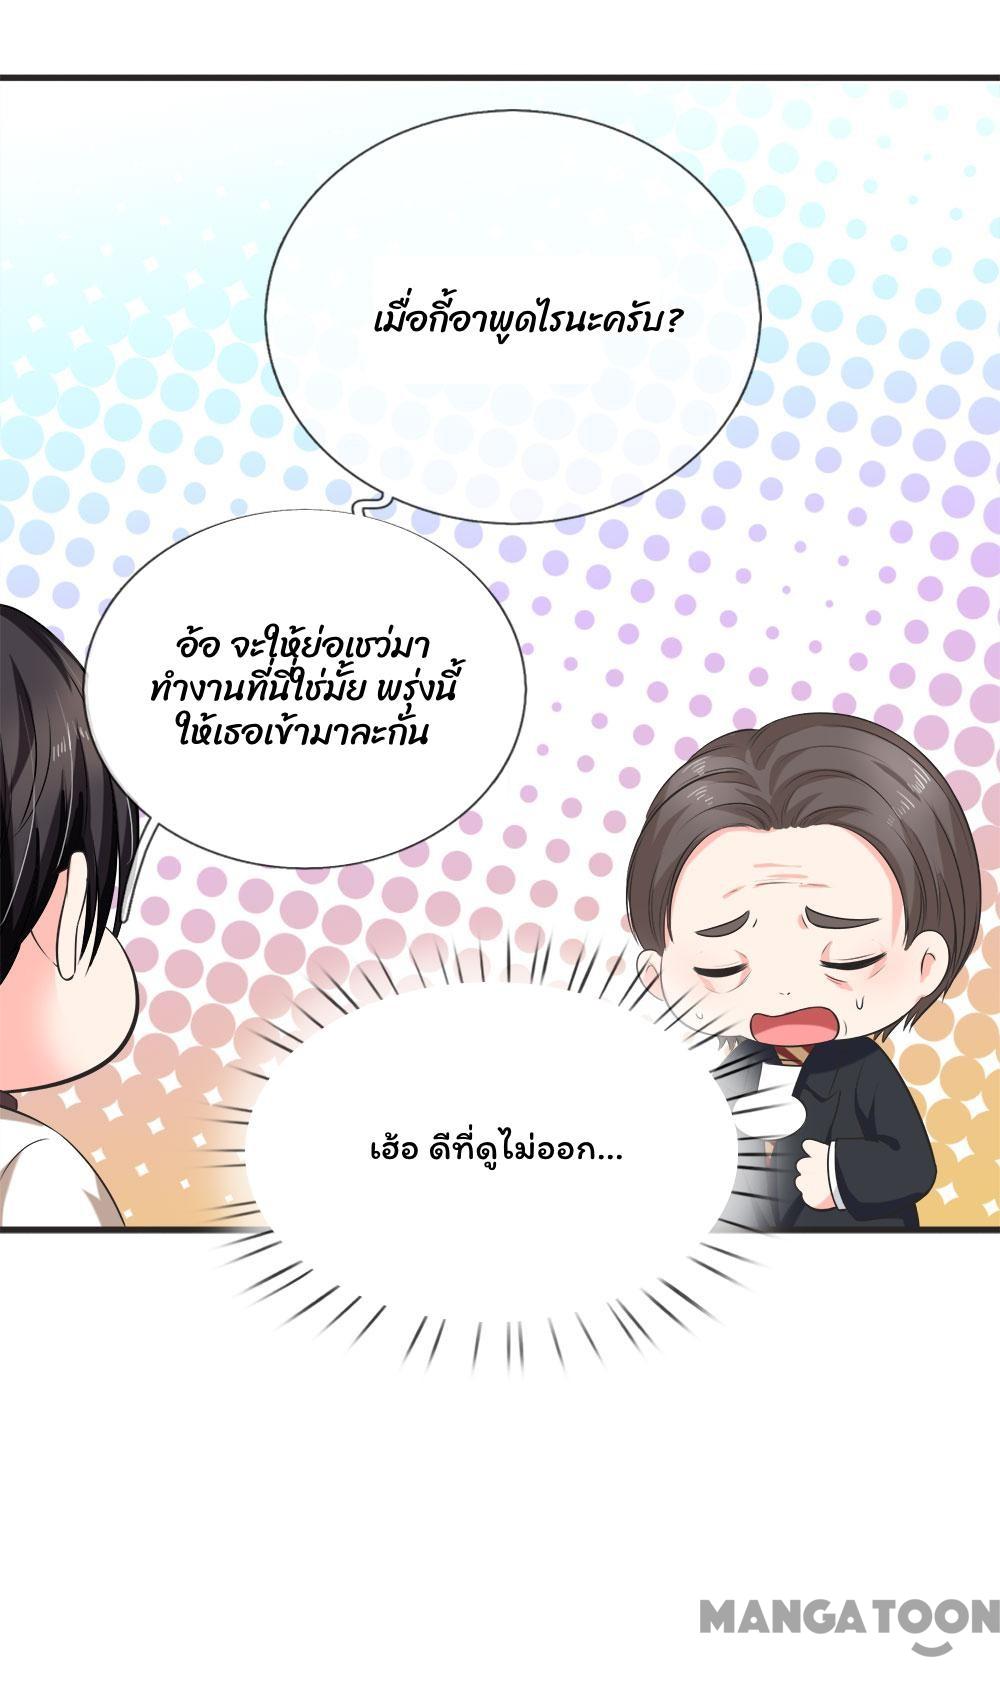 เมื่อกี้อาพูดไรนะครับ?
อ้อ จะให้ย่อเชว่มา
ทำงานที่นี่ใช่มั้ย พรุ่งนี้
ให้เธอเข้ามาละกัน
เฮ้อ ดีที่ดูไม่ออก...
MANGATOON